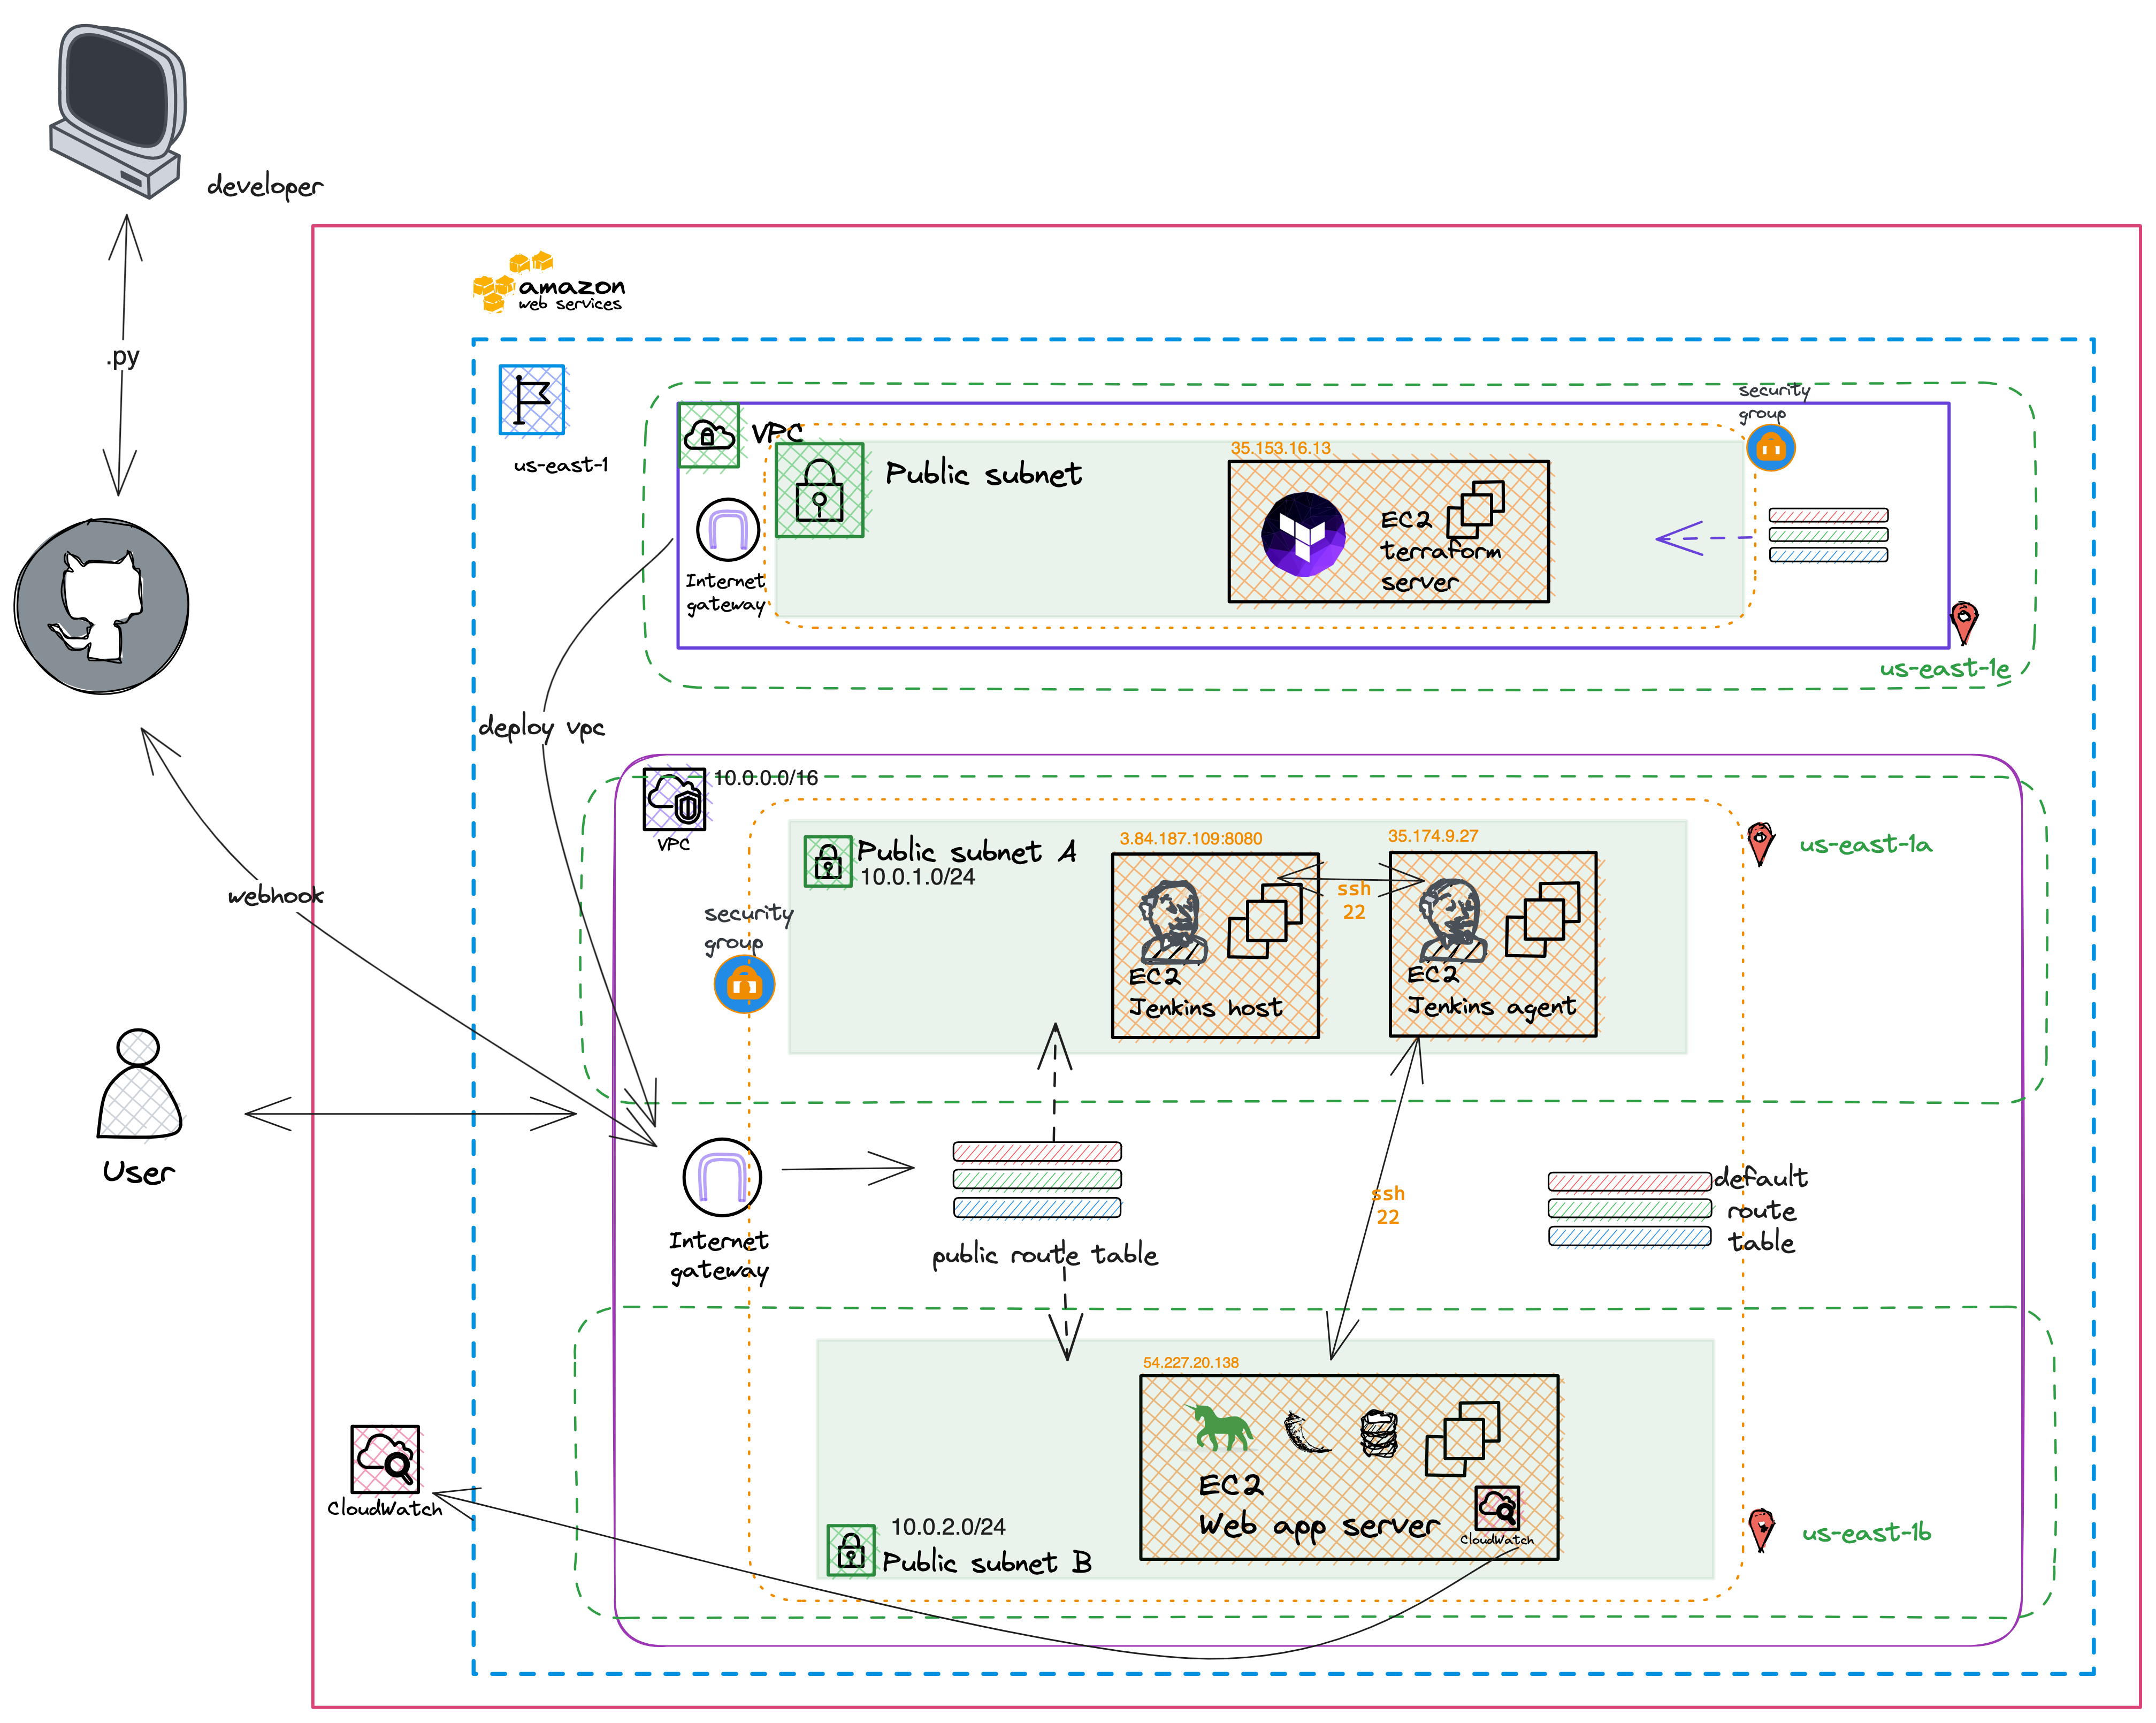 developer
.py
amazon
web services
us-east-1
VPC
Internet
gateway
Public subnet
35.153.16.13
EC2
terraform
server
security
group
us-east-1e
deploy vpc
10.0.0.0/16
VPC
Public subnet A
10.0.1.0/24
3.84.187.109:8080
EC2
Jenkins host
ssh
22
35.174.9.27
EC2
Jenkins agent
us-east-1a
security
group
webhook
User
Internet
gateway
public route table
ssh
22
default
route
table
CloudWatch
54.227.20.138
EC2
Web app server
CloudWatch
10.0.2.0/24
Public subnet B
us-east-1b